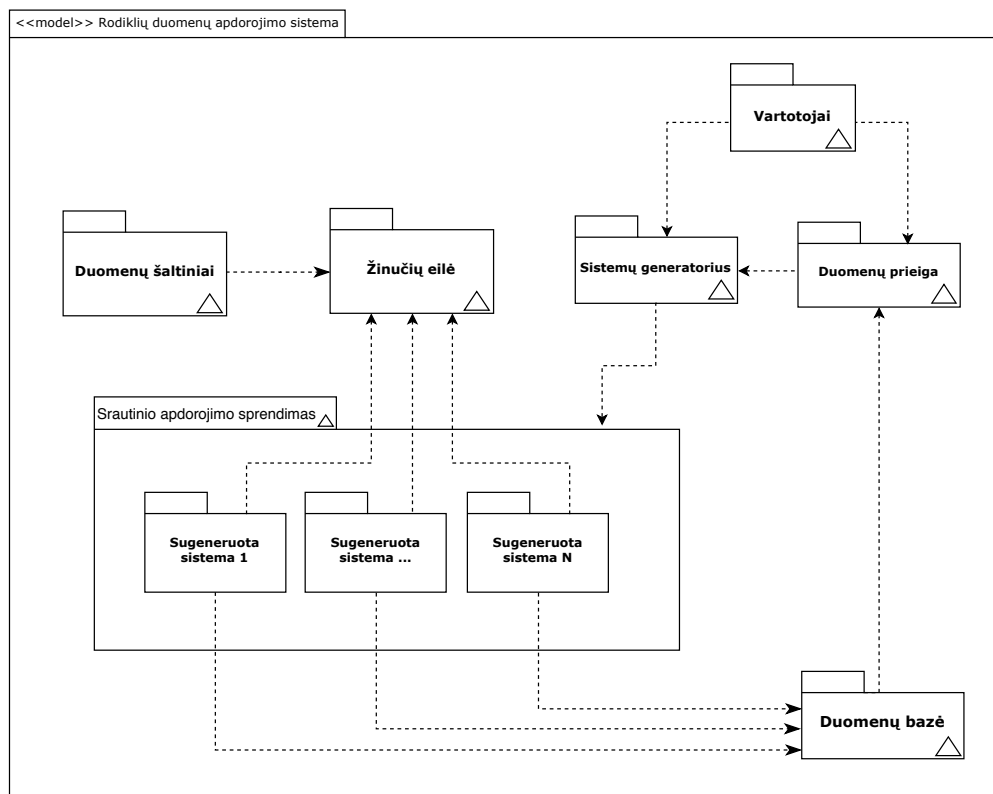 <<model>> Rodiklių duomenų apdorojimo sistema
Vartotojai
Duomenų šaltiniai
Žinučių eilė
Sistemų generatorius
Duomenų prieiga
Srautinio apdorojimo sprendimas
Sugeneruota
sistema 1
Sugeneruota
sistema ...
Sugeneruota
sistema N
Duomenų bazė